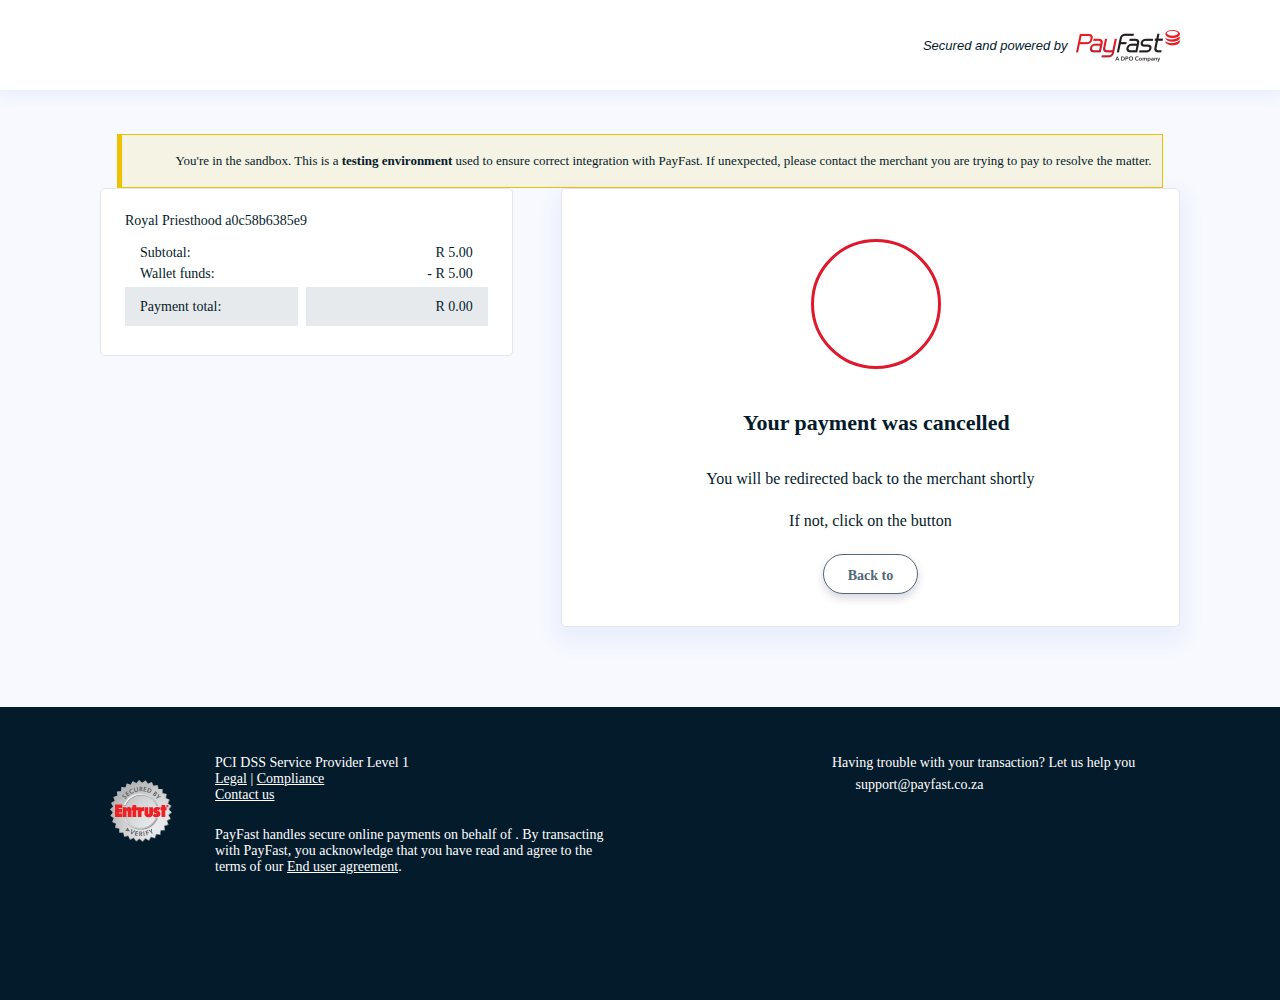 Secured and powered by PayFast
A DPO Company
You're in the sandbox. This is a testing environment used to ensure correct integration with PayFast. If unexpected, please contact the merchant you are trying to pay to resolve the matter.
Royal Priesthood a0c58b6385e9
Subtotal: R 5.00
Wallet funds: - R 5.00
Payment total: R 0.00
Your payment was cancelled
You will be redirected back to the merchant shortly
If not, click on the button
Back to
SECURED BY
Entrust
VERIFY
PCI DSS Service Provider Level 1
Legal | Compliance
Contact us
PayFast handles secure online payments on behalf of . By transacting
with PayFast, you acknowledge that you have read and agree to the
terms of our End user agreement.
Having trouble with your transaction? Let us help you
support@payfast.co.za